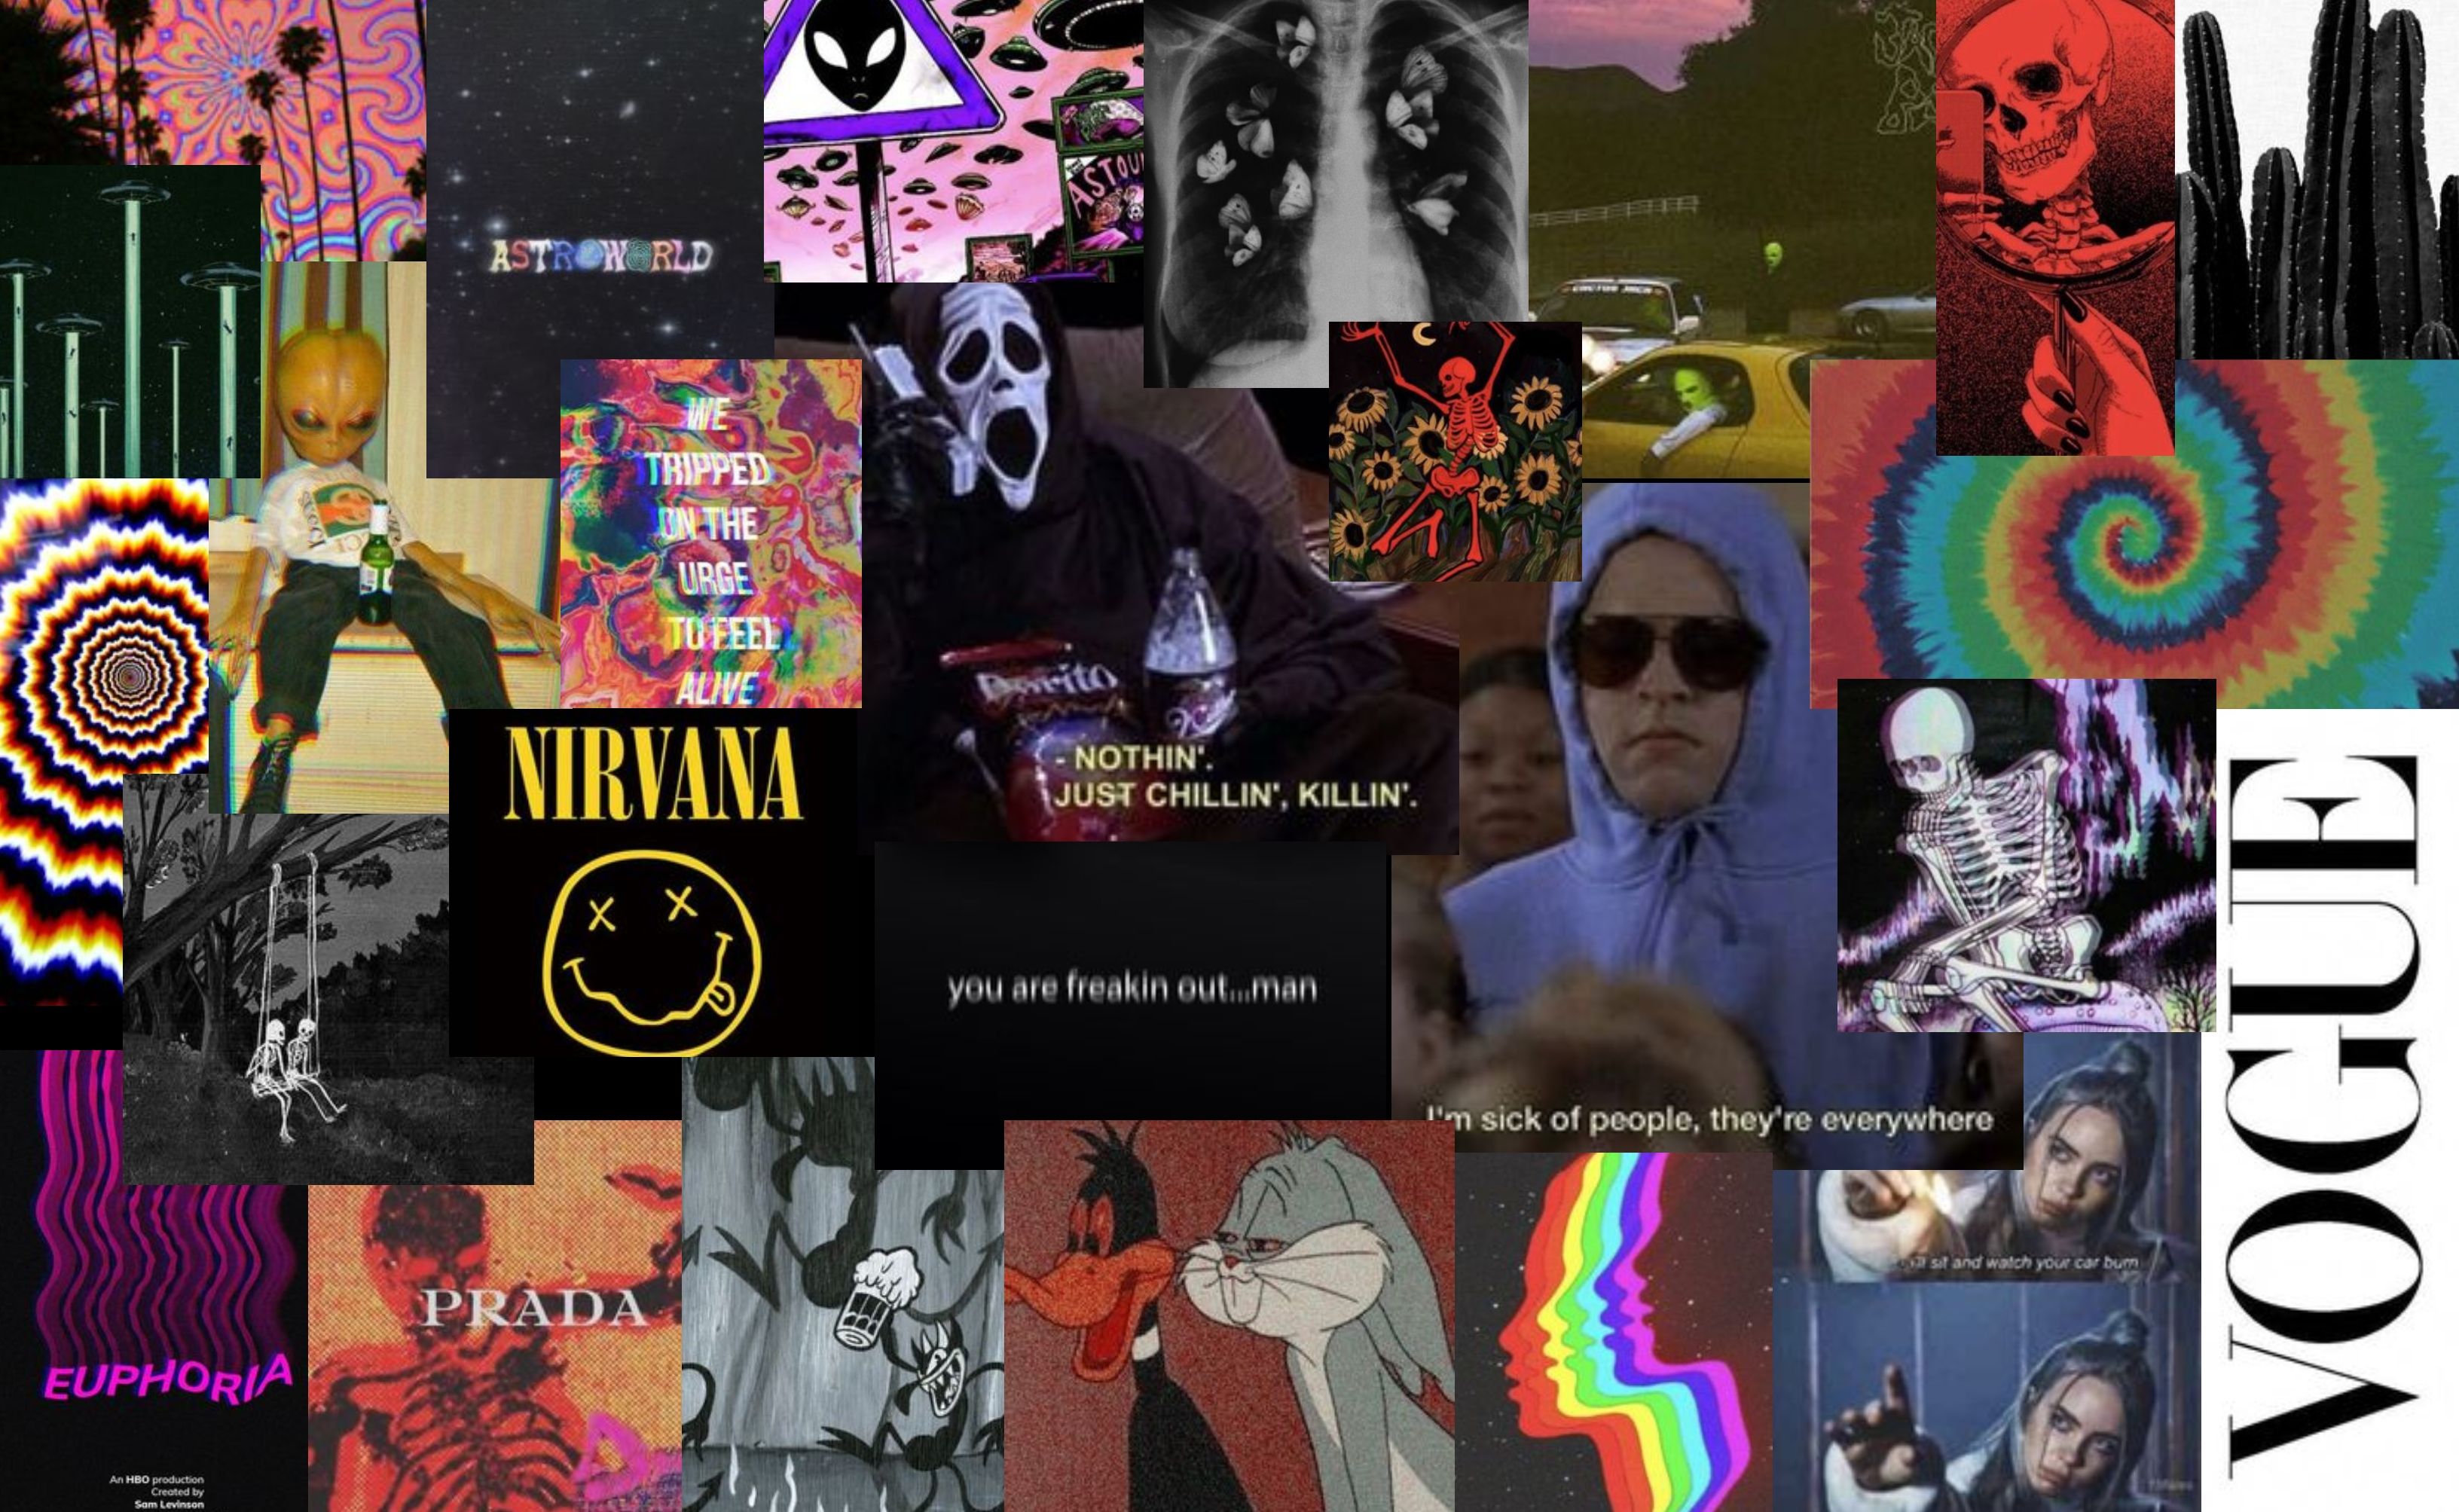 ASTROWORLD
CACTUS JACK
WE
TRIPPED
ON THE
URGE
TO FEEL
ALIVE
Dorito
- NOTHIN'.
JUST CHILLIN', KILLIN'.
NIRVANA
you are freakin out...man
I'm sick of people, they're everywhere
VOGUE
sit and watch your car burn
PRADA
EUPHORIA
An HBO production
Created by
Sam Levinson